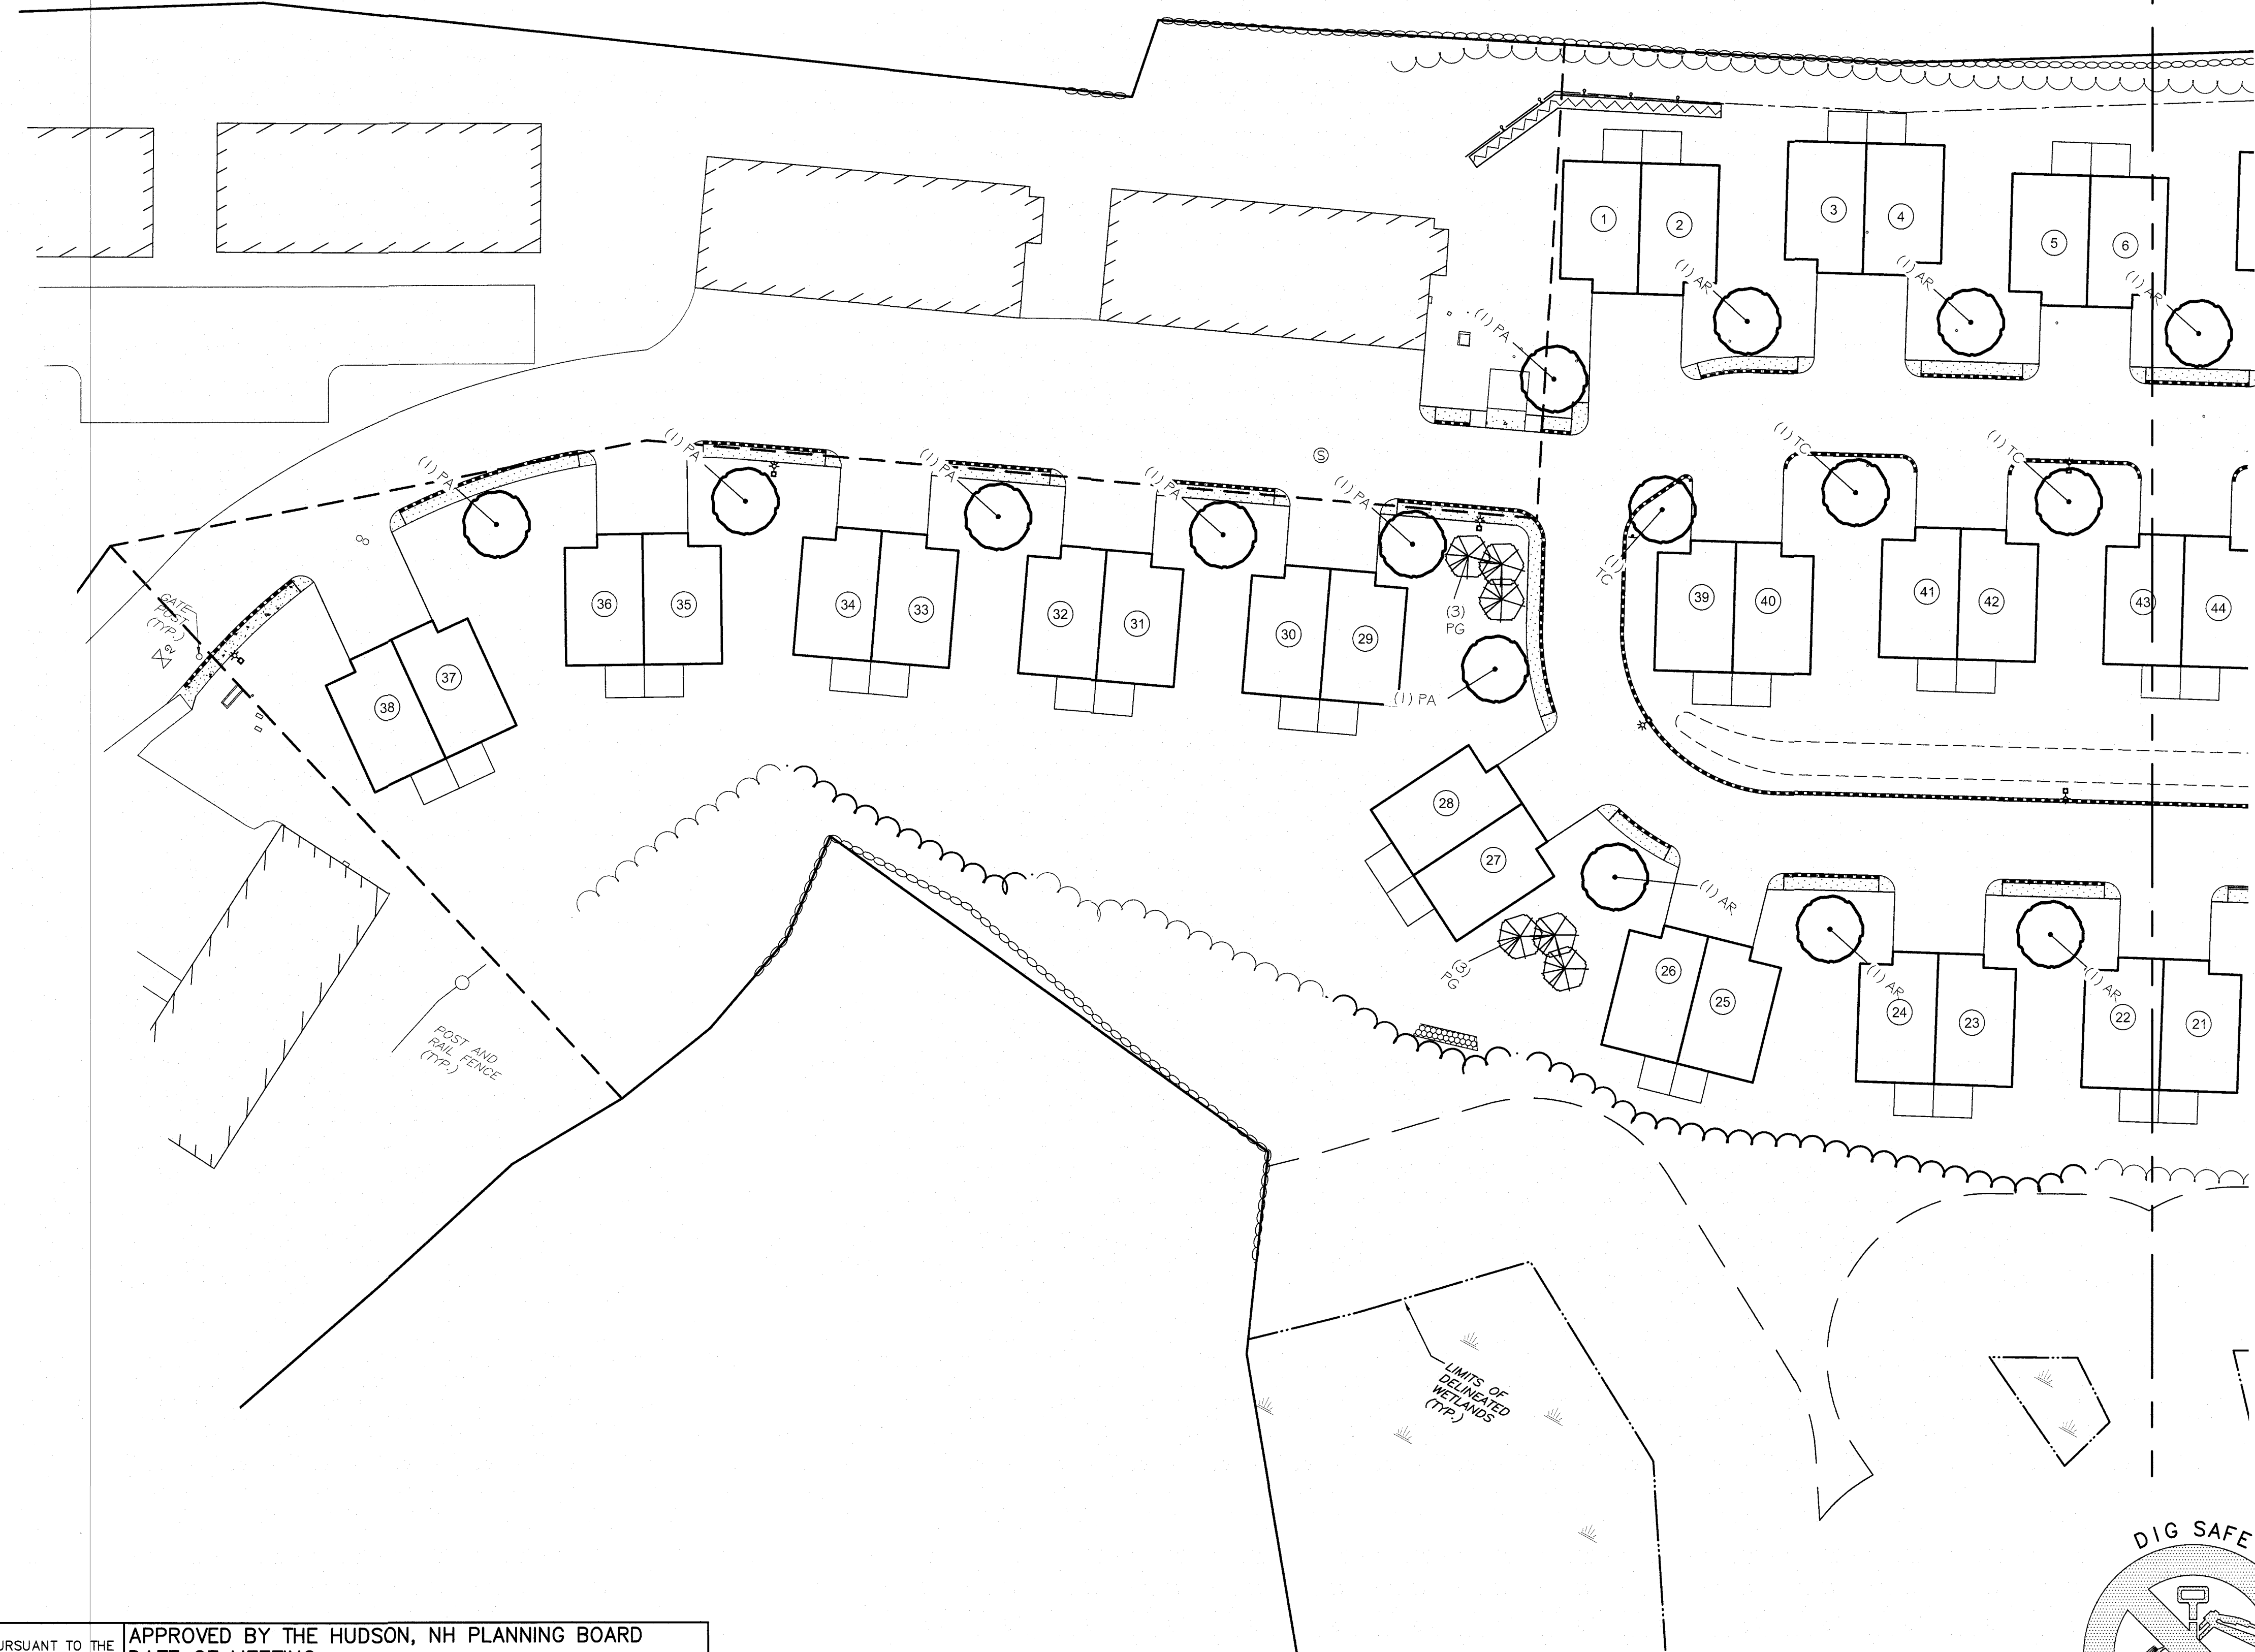 1
2
3
4
5
6
(1) AR
(1) AR
(1) AR
(1) PA
(1) PA
(1) PA
(1) PA
(1) PA
(1) PA
S
(1) TC
(1) TC
(1)
TC
GATE
POST
(TYP.)
GV
36
35
34
33
32
31
30
29
(3)
PG
(1) PA
39
40
41
42
43
44
38
37
28
27
(1) AR
(3)
PG
26
25
(1) AR
24
23
(1) AR
22
21
POST AND
RAIL FENCE
(TYP.)
LIMITS OF
DELINEATED
WETLANDS
(TYP.)
DIG SAFE
APPROVED BY THE HUDSON, NH PLANNING BOARD
TO THE